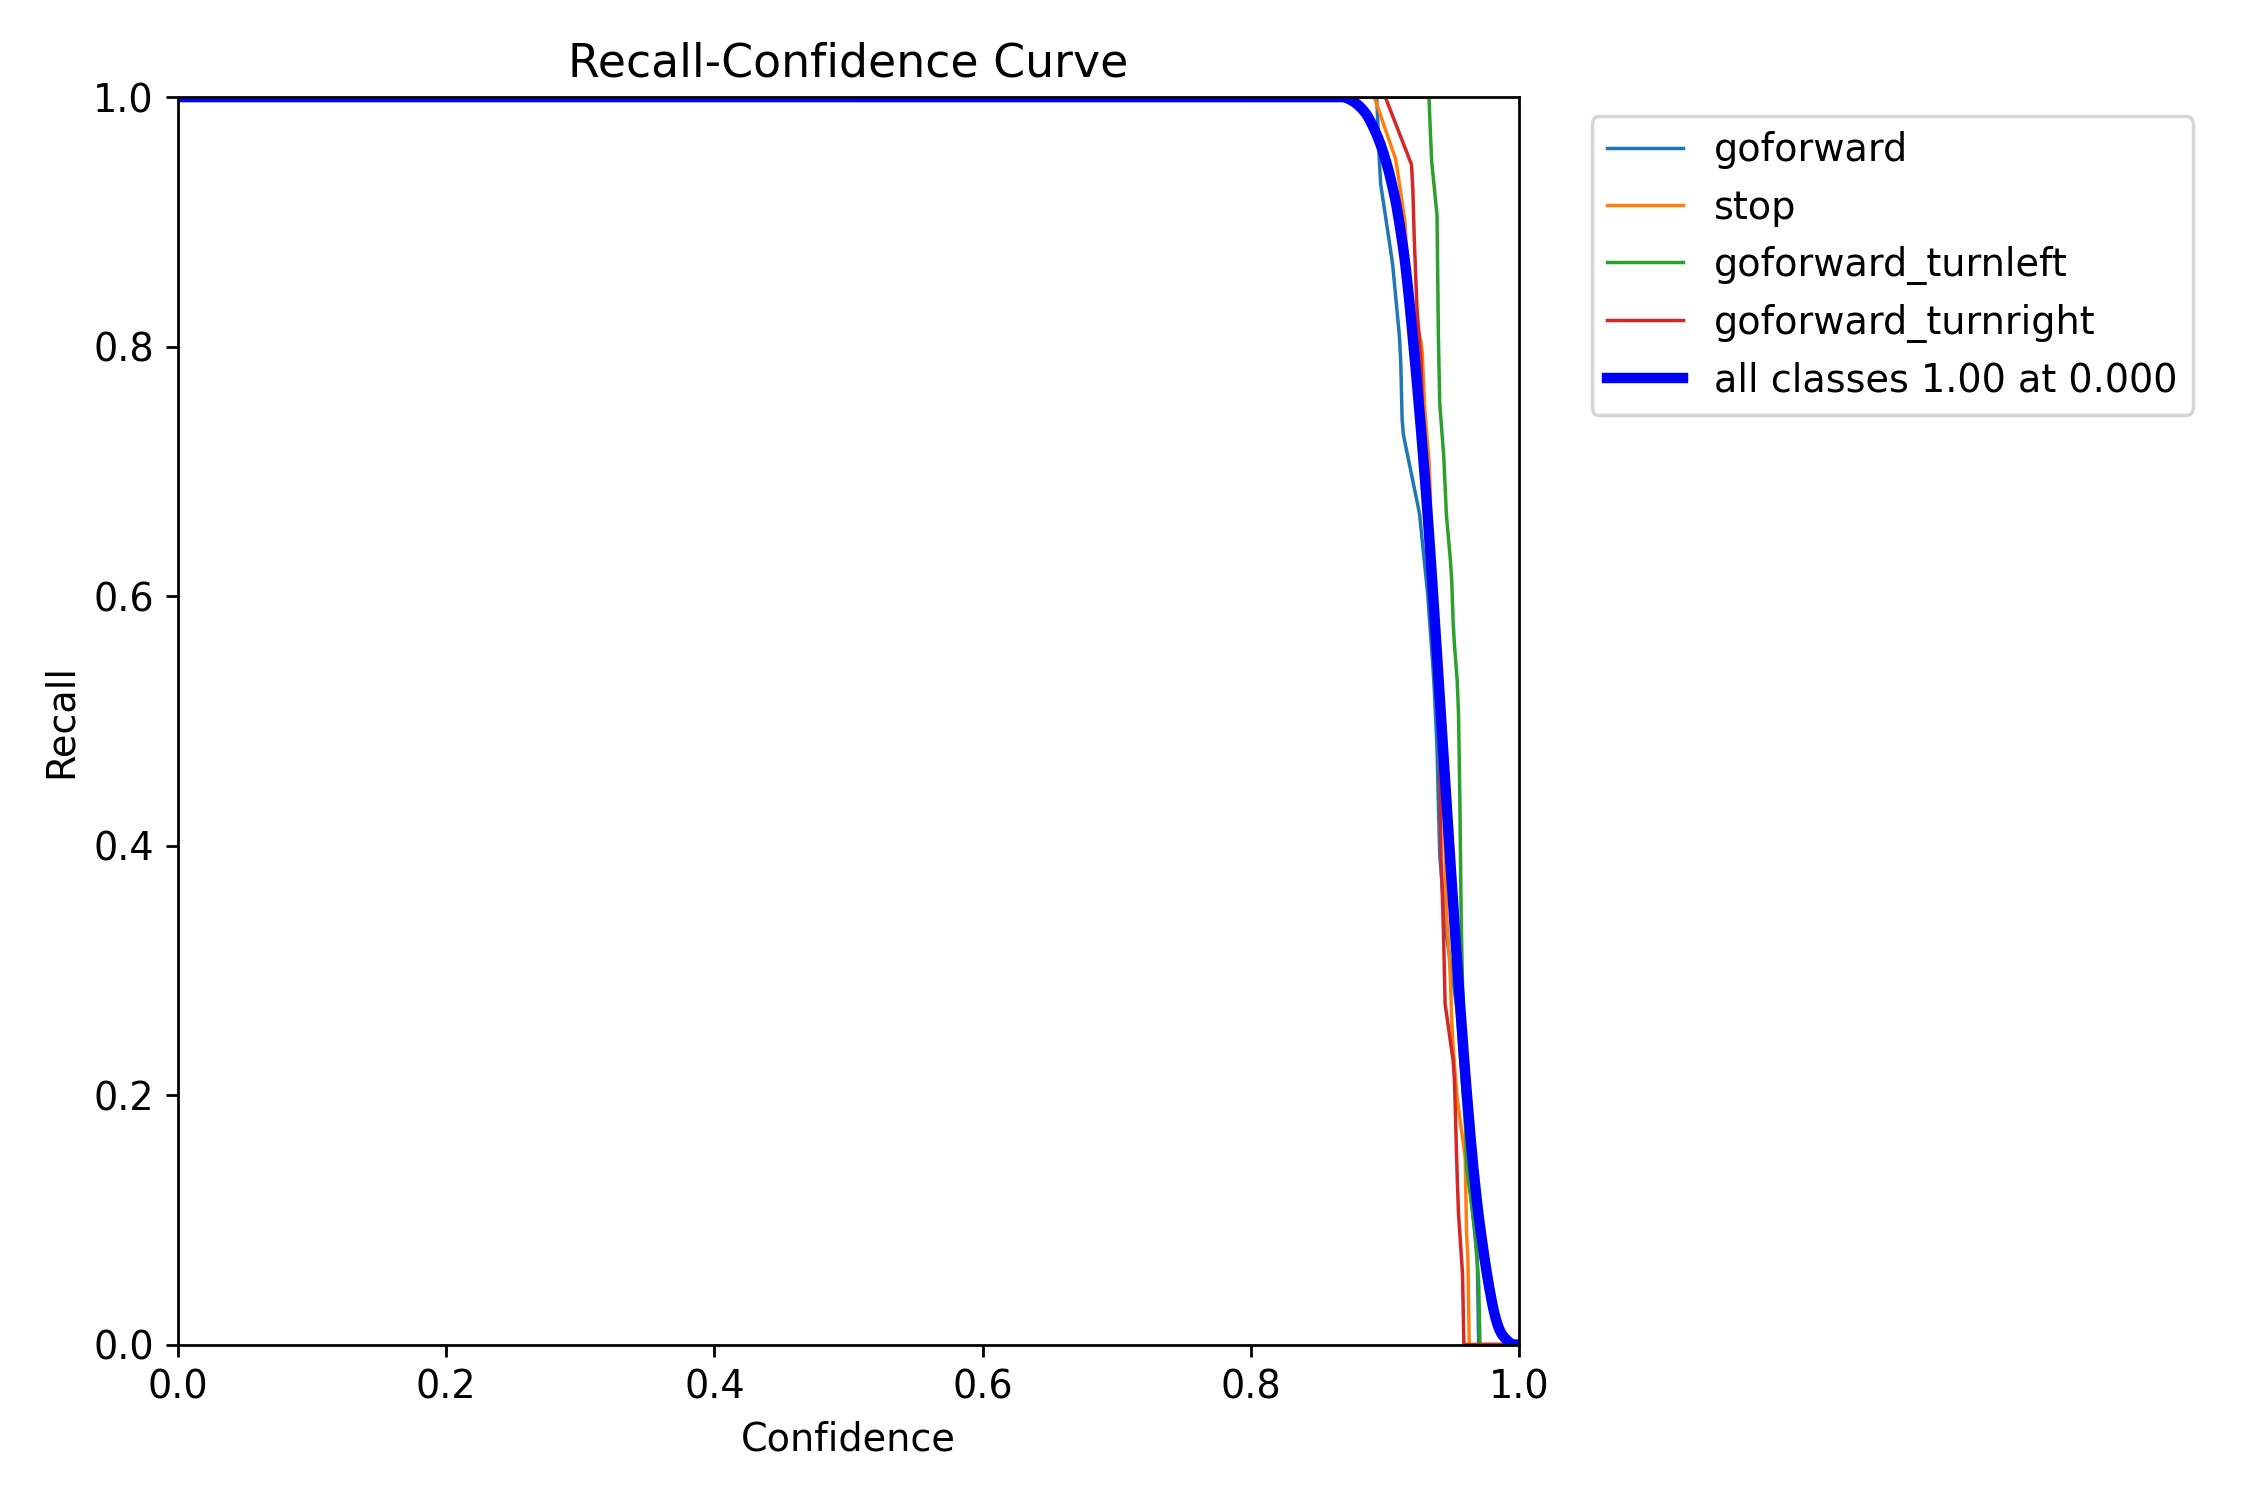 Recall-Confidence Curve
1.0
0.8
0.6
0.4
0.2
0.0
Recall
0.0 0.2 0.4 0.6 0.8 1.0
Confidence
goforward
stop
goforward_turnleft
goforward_turnright
all classes 1.00 at 0.000